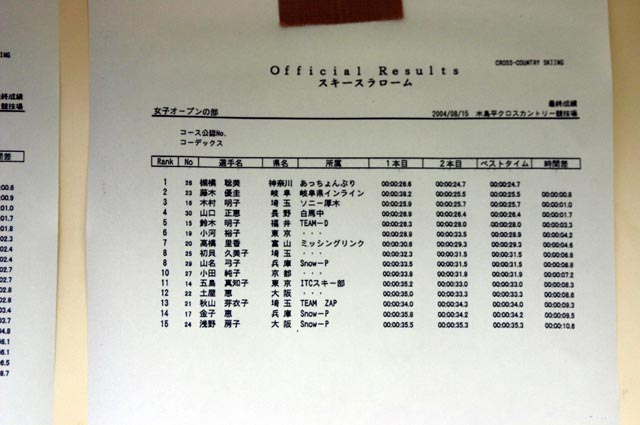 CROSS-COUNTRY SKIING
Official Results
スキースラローム
最終成績
女子オープンの部 2004/08/15 木島平クロスカントリー競技場
コース公認No.
コーデックス
Rank No 選手名 県名 所属 1本目 2本目 ベストタイム 時間差
1 26 槻橋 聡美 神奈川 あっちょんぷり 00:00:26.6 00:00:24.7 00:00:24.7
2 23 藤木 優圭 岐阜 岐阜県インライン 00:00:38.2 00:00:25.5 00:00:25.5 00:00:00.8
3 16 木村 明子 埼玉 ソニー厚木 00:00:25.9 00:00:25.7 00:00:25.7 00:00:01.0
4 30 山口 正恵 長野 白馬中 00:00:26.9 00:00:26.4 00:00:26.4 00:00:01.7
5 15 鈴木 明子 福井 TEAM-D 00:00:28.3 00:00:28.0 00:00:28.0 00:00:03.3
6 19 小河 裕子 東京 ・・・ 00:00:28.9 00:00:33.5 00:00:28.9 00:00:04.2
7 20 高橋 里香 富山 ミッシングリンク 00:00:30.8 00:00:29.3 00:00:29.3 00:00:04.6
8 25 初貝 久美子 埼玉 ・・・ 00:00:32.3 00:00:31.5 00:00:31.5 00:00:06.8
8 29 山名 弓子 兵庫 Snow-P 00:00:33.5 00:00:31.5 00:00:31.5 00:00:06.8
10 27 小田 純子 京都 ・・・ 00:00:33.8 00:00:31.9 00:00:31.9 00:00:07.2
11 14 五島 真知子 東京 ITCスキー部 00:00:35.2 00:00:33.0 00:00:33.0 00:00:08.3
12 22 土屋 恵 大阪 ・・・ 00:00:35.0 00:00:33.3 00:00:33.3 00:00:08.6
13 21 秋山 芽衣子 埼玉 TEAM ZAP 00:00:34.0 00:00:34.3 00:00:34.0 00:00:09.3
14 17 金子 恵 兵庫 Snow-P 00:00:35.8 00:00:34.2 00:00:34.2 00:00:09.5
15 24 浅野 房子 大阪 Snow-P 00:00:35.5 00:00:35.3 00:00:35.3 00:00:10.6